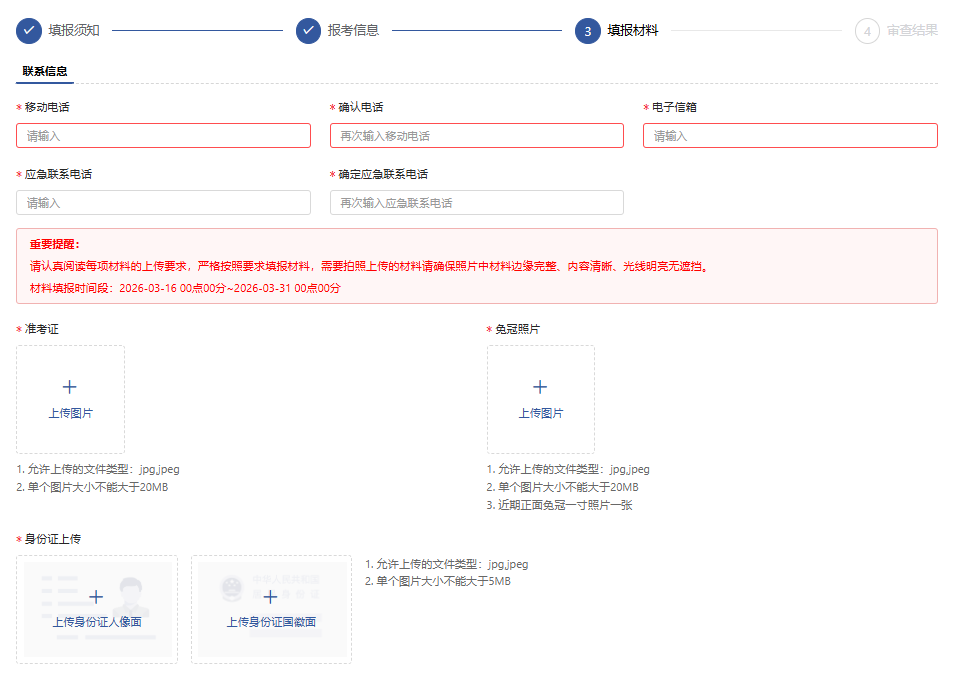 填报须知
报考信息
3 填报材料
4 审查结果
联系信息
* 移动电话
* 确认电话
* 电子信箱
请输入
再次输入移动电话
请输入
* 应急联系电话
* 确定应急联系电话
请输入
再次输入应急联系电话
重要提醒：
请认真阅读每项材料的上传要求，严格按照要求填报材料，需要拍照上传的材料请确保照片中材料边缘完整、内容清晰、光线明亮无遮挡。
材料填报时间段：2026-03-16 00点00分~2026-03-31 00点00分
* 准考证
* 免冠照片
上传图片
上传图片
1. 允许上传的文件类型：jpg,jpeg
2. 单个图片大小不能大于20MB
1. 允许上传的文件类型：jpg,jpeg
2. 单个图片大小不能大于20MB
3. 近期正面免冠一寸照片一张
* 身份证上传
中华人民共和国
居民身份证
上传身份证人像面
上传身份证国徽面
1. 允许上传的文件类型：jpg,jpeg
2. 单个图片大小不能大于5MB